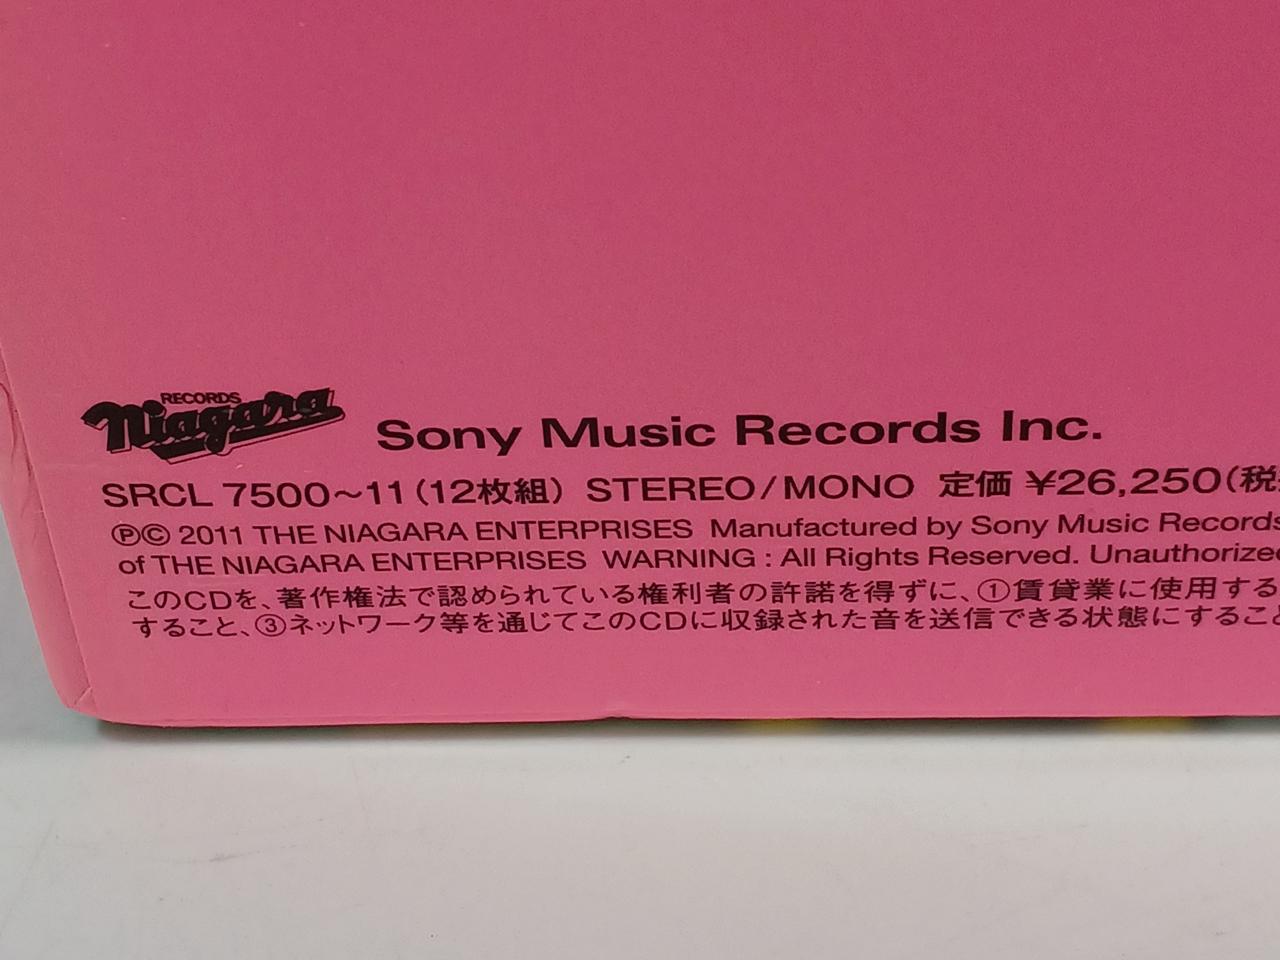 RECORDS
Niagara
Sony Music Records Inc.
SRCL 7500~11(12枚組) STEREO/MONO 定価 ¥26,250(税
℗© 2011 THE NIAGARA ENTERPRISES Manufactured by Sony Music Records
of THE NIAGARA ENTERPRISES WARNING : All Rights Reserved. Unauthorized
このCDを、著作権法で認められている権利者の許諾を得ずに、①賃貸業に使用する
すること、③ネットワーク等を通じてこのCDに収録された音を送信できる状態にすること